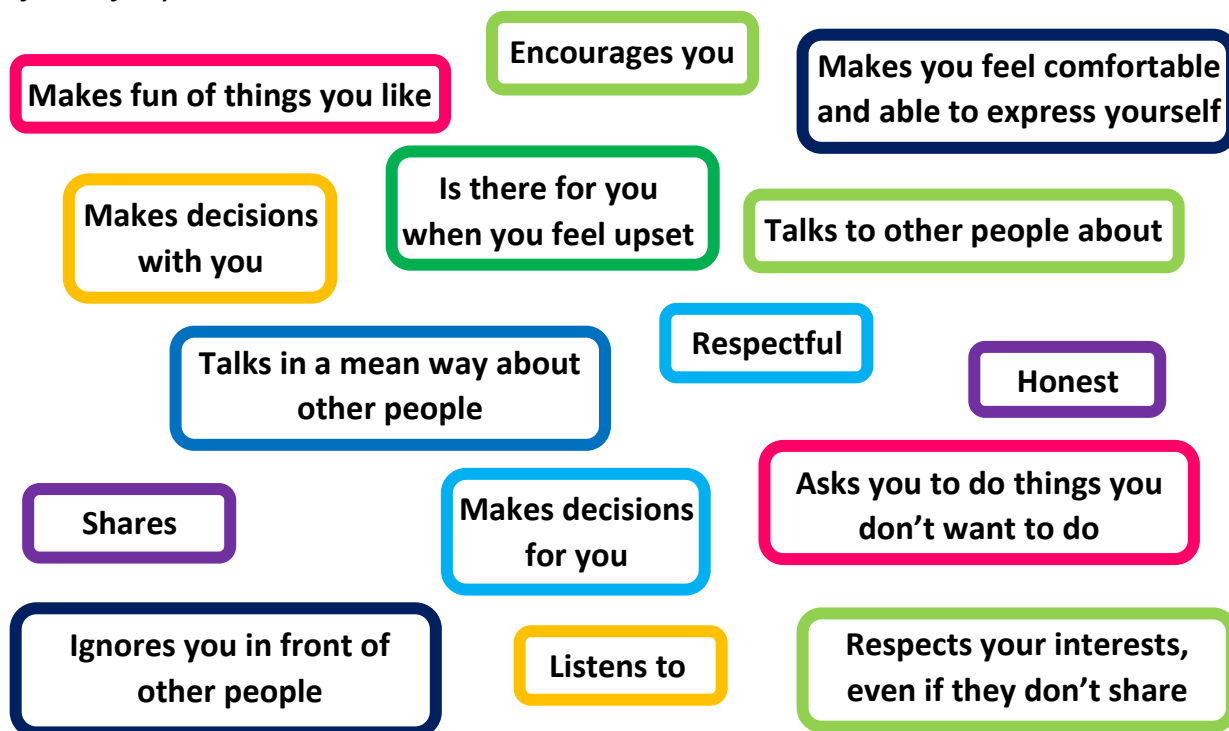 Encourages you
Makes fun of things you like
Makes you feel comfortable
and able to express yourself
Makes decisions
with you
Is there for you
when you feel upset
Talks to other people about
Talks in a mean way about
other people
Respectful
Honest
Shares
Makes decisions
for you
Asks you to do things you
don’t want to do
Ignores you in front of
other people
Listens to
Respects your interests,
even if they don’t share